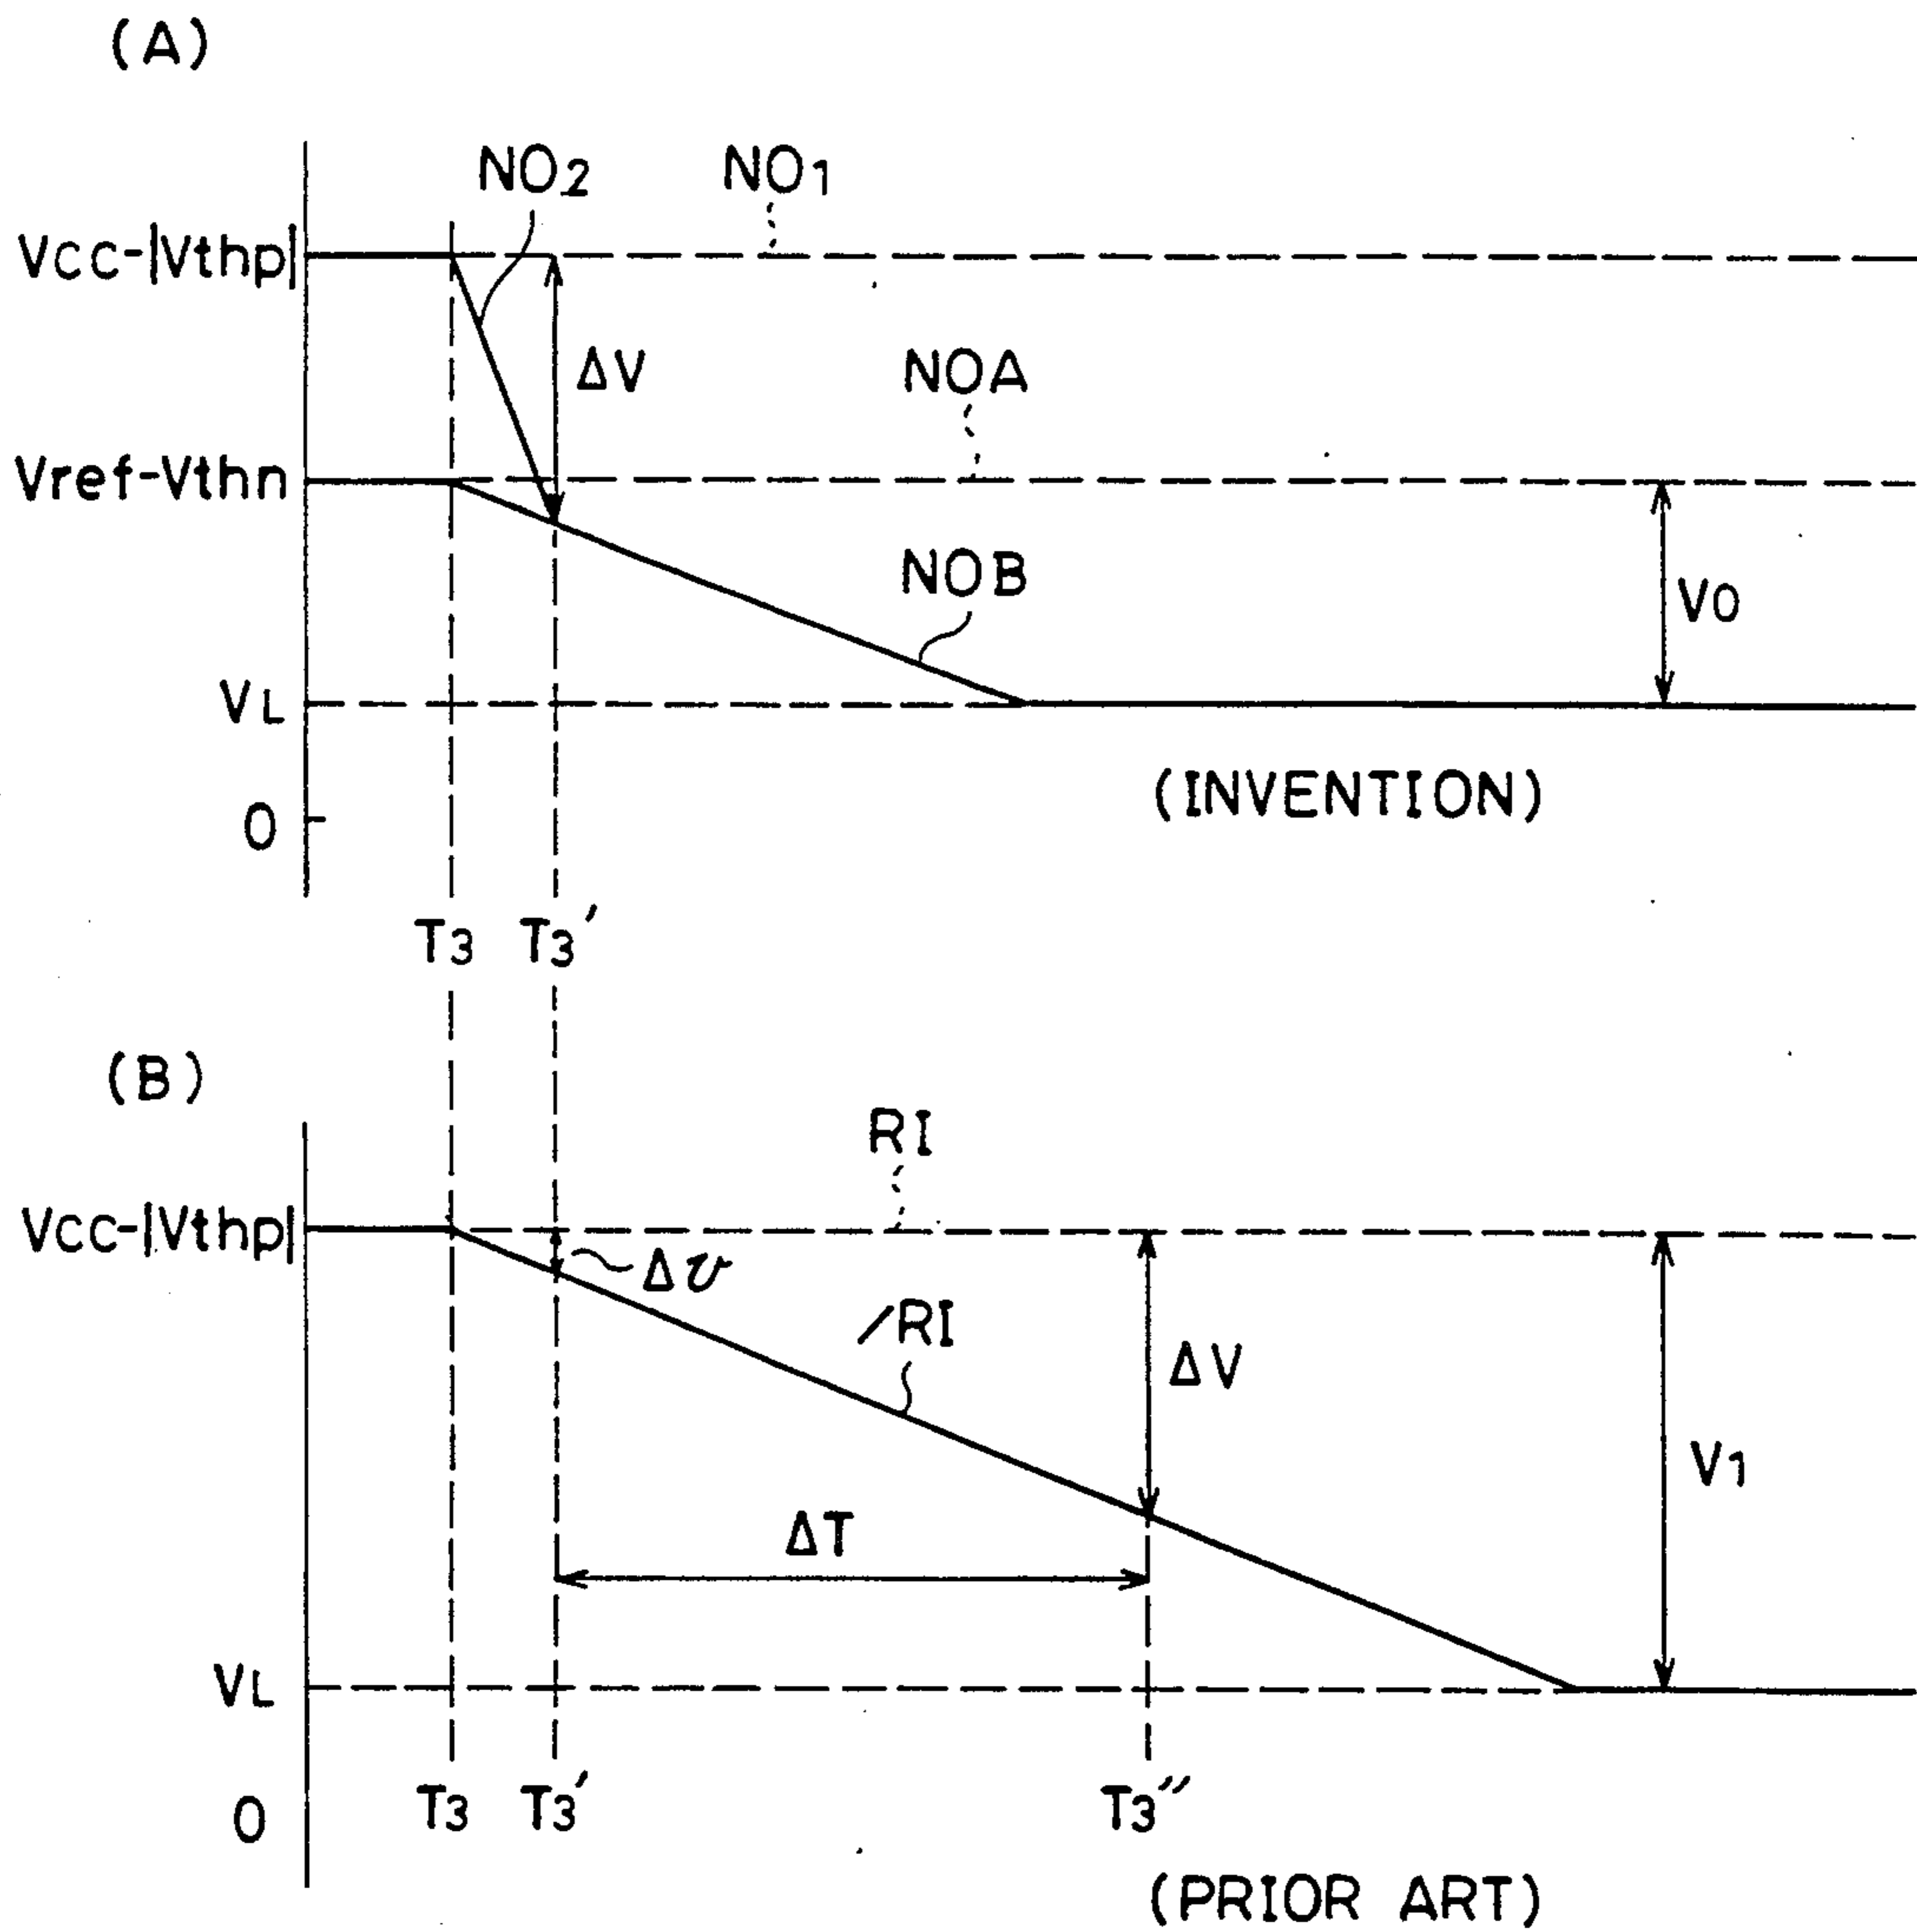 (A)
NO2
NO1
Vcc-|Vthp|
ΔV
NOA
Vref-Vthn
NOB
V0
VL
(INVENTION)
0
T3
T3′
(B)
RI
Vcc-|Vthp|
Δv
/RI
ΔV
V1
ΔT
VL
0
T3
T3′
T3″
(PRIOR ART)